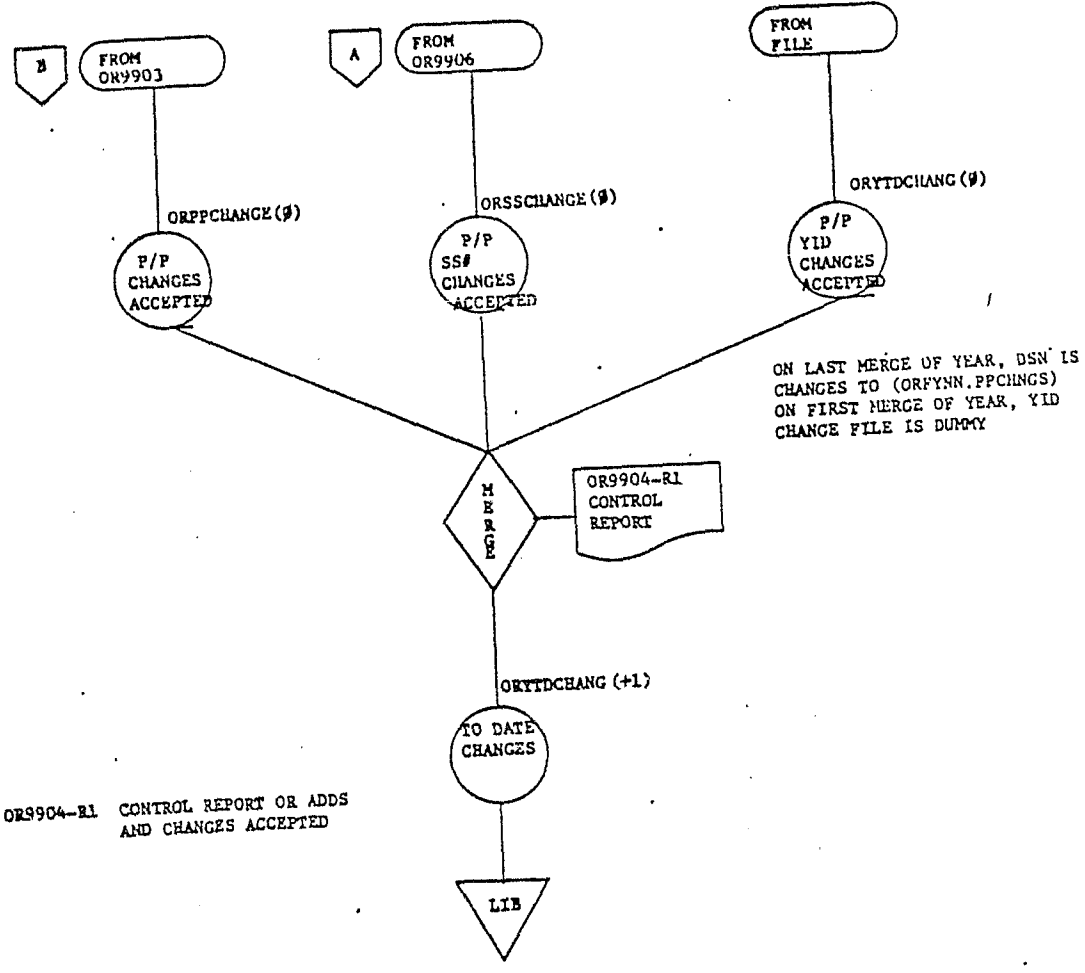 B
FROM
OR9903
A
FROM
OR9906
FROM
FILE
ORPPCHANGE(Ø)
ORSSCHANGE(Ø)
ORYTDCHANG(Ø)
P/P
CHANGES
ACCEPTED
P/P
SS#
CHANGES
ACCEPTED
P/P
YTD
CHANGES
ACCEPTED
ON LAST MERGE OF YEAR, DSN IS
CHANGES TO (ORFYNN.PPCHNGS)
ON FIRST MERGE OF YEAR, YTD
CHANGE FILE IS DUMMY
MERGE
OR9904-R1
CONTROL
REPORT
ORYTDCHANG(+1)
TO DATE
CHANGES
OR9904-R1 CONTROL REPORT OR ADDS
AND CHANGES ACCEPTED
LIB